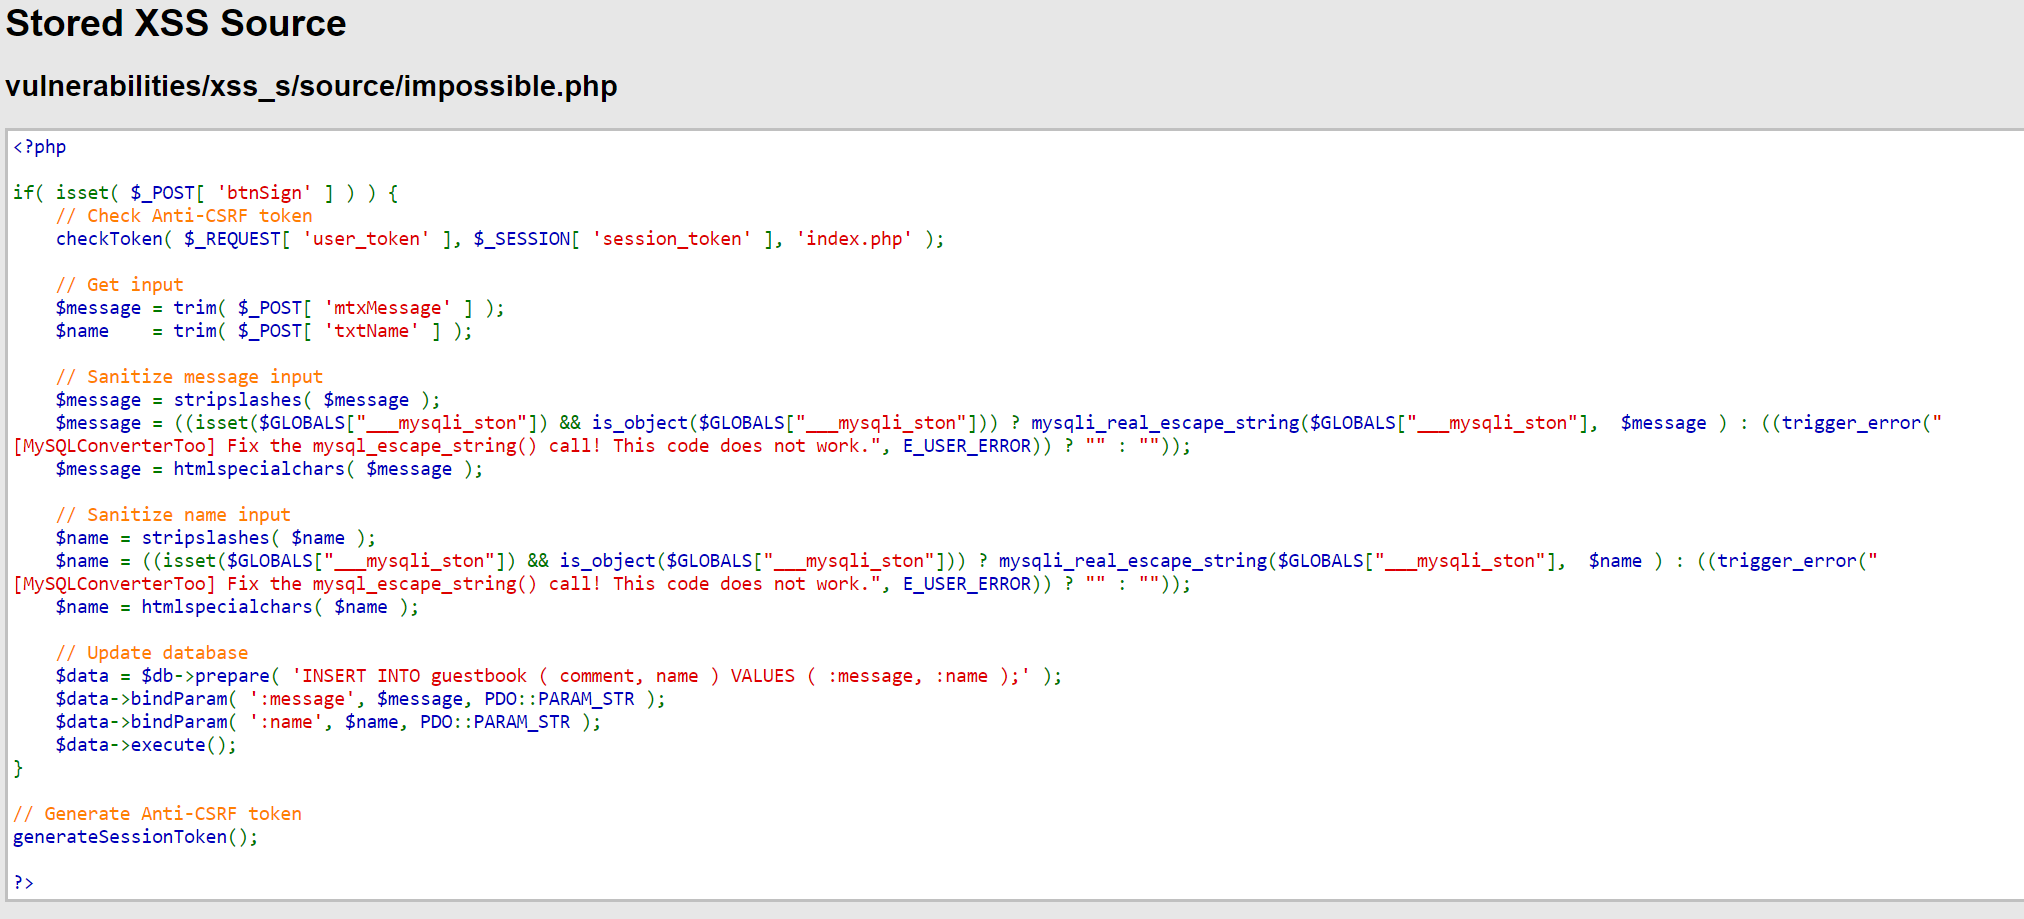 Stored XSS Source
vulnerabilities/xss_s/source/impossible.php
<?php
if( isset( $_POST[ 'btnSign' ] ) ) {
    // Check Anti-CSRF token
    checkToken( $_REQUEST[ 'user_token' ], $_SESSION[ 'session_token' ], 'index.php' );
    // Get input
    $message = trim( $_POST[ 'mtxMessage' ] );
    $name    = trim( $_POST[ 'txtName' ] );
    // Sanitize message input
    $message = stripslashes( $message );
    $message = ((isset($GLOBALS["___mysqli_ston"]) && is_object($GLOBALS["___mysqli_ston"])) ? mysqli_real_escape_string($GLOBALS["___mysqli_ston"],  $message ) : ((trigger_error("
[MySQLConverterToo] Fix the mysql_escape_string() call! This code does not work.", E_USER_ERROR)) ? "" : ""));
    $message = htmlspecialchars( $message );
    // Sanitize name input
    $name = stripslashes( $name );
    $name = ((isset($GLOBALS["___mysqli_ston"]) && is_object($GLOBALS["___mysqli_ston"])) ? mysqli_real_escape_string($GLOBALS["___mysqli_ston"],  $name ) : ((trigger_error("
[MySQLConverterToo] Fix the mysql_escape_string() call! This code does not work.", E_USER_ERROR)) ? "" : ""));
    $name = htmlspecialchars( $name );
    // Update database
    $data = $db->prepare( 'INSERT INTO guestbook ( comment, name ) VALUES ( :message, :name );' );
    $data->bindParam( ':message', $message, PDO::PARAM_STR );
    $data->bindParam( ':name', $name, PDO::PARAM_STR );
    $data->execute();
}
// Generate Anti-CSRF token
generateSessionToken();
?>